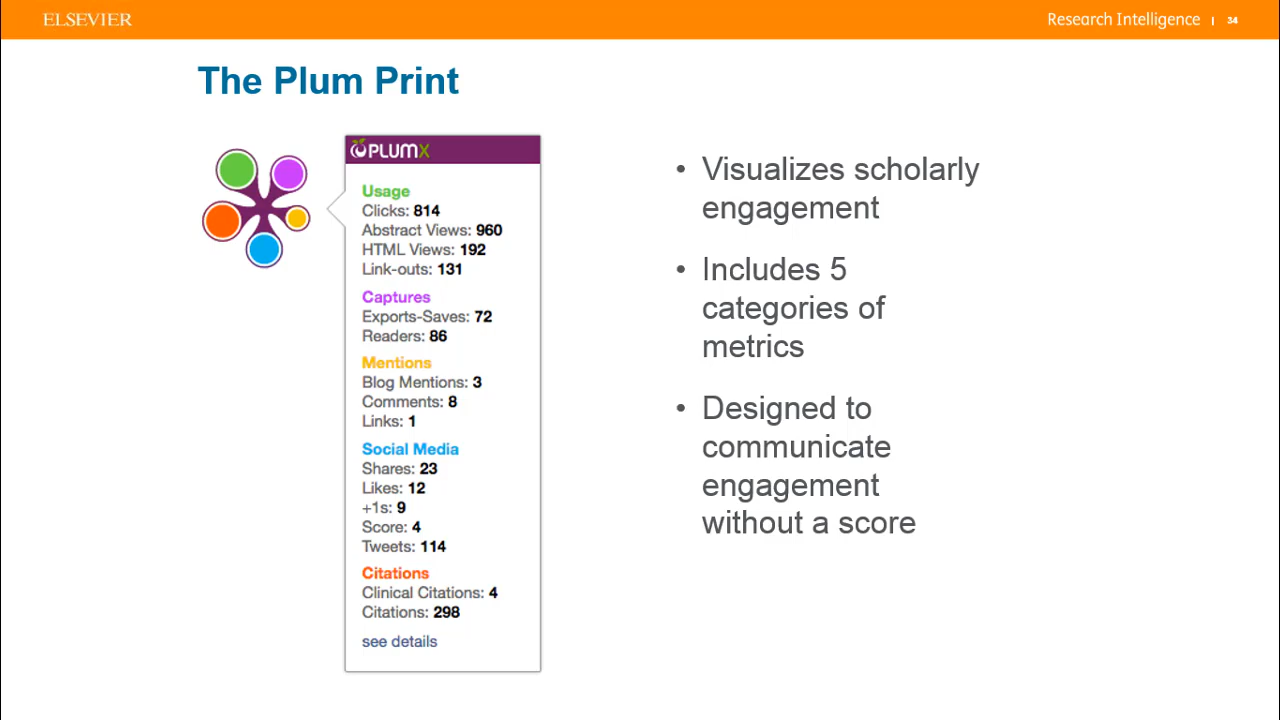 ELSEVIER
Research Intelligence | 34
The Plum Print
PLUMX
Usage
Clicks: 814
Abstract Views: 960
HTML Views: 192
Link-outs: 131
Captures
Exports-Saves: 72
Readers: 86
Mentions
Blog Mentions: 3
Comments: 8
Links: 1
Social Media
Shares: 23
Likes: 12
+1s: 9
Score: 4
Tweets: 114
Citations
Clinical Citations: 4
Citations: 298
see details
• Visualizes scholarly
engagement
• Includes 5
categories of
metrics
• Designed to
communicate
engagement
without a score